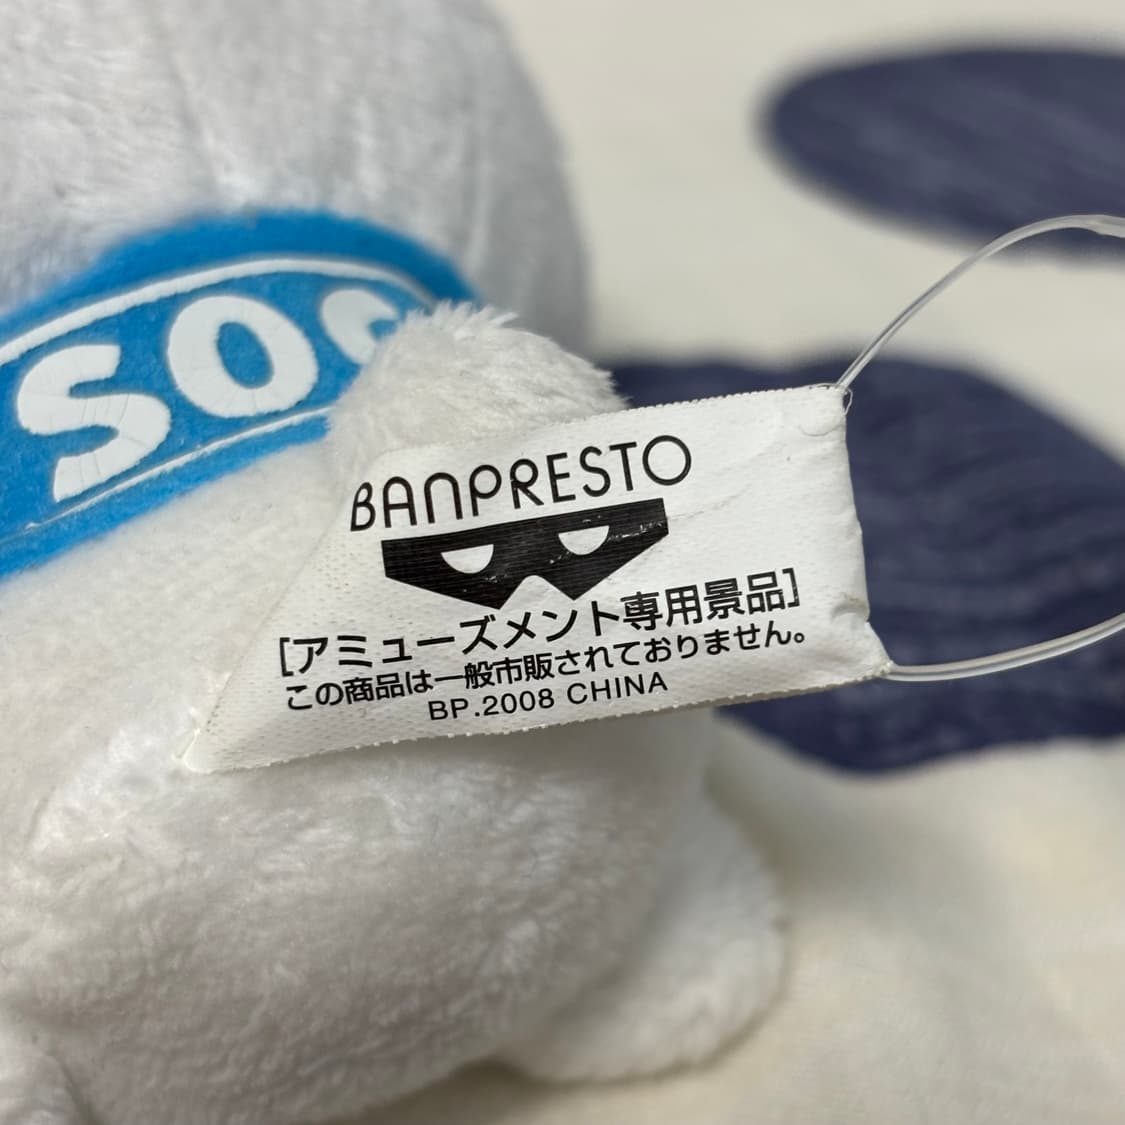 BANPRESTO
[アミューズメント専用景品]
この商品は一般市販されておりません。
BP.2008 CHINA